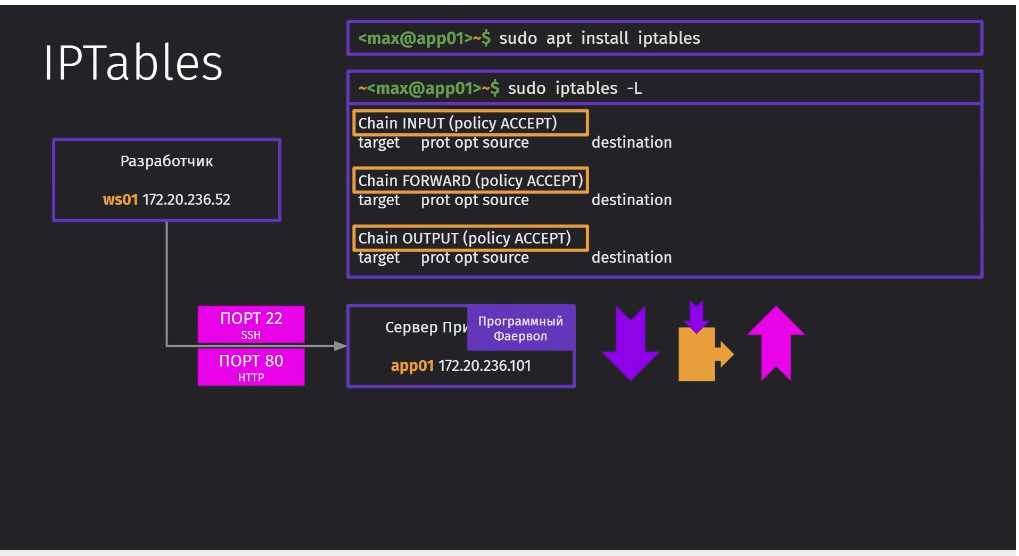 IPTables
<max@app01>~$ sudo apt install iptables
~<max@app01>~$ sudo iptables -L
Chain INPUT (policy ACCEPT)
target prot opt source destination
Chain FORWARD (policy ACCEPT)
target prot opt source destination
Chain OUTPUT (policy ACCEPT)
target prot opt source destination
Разработчик
ws01 172.20.236.52
ПОРТ 22
SSH
ПОРТ 80
HTTP
Сервер При
Программный
Фаервол
app01 172.20.236.101